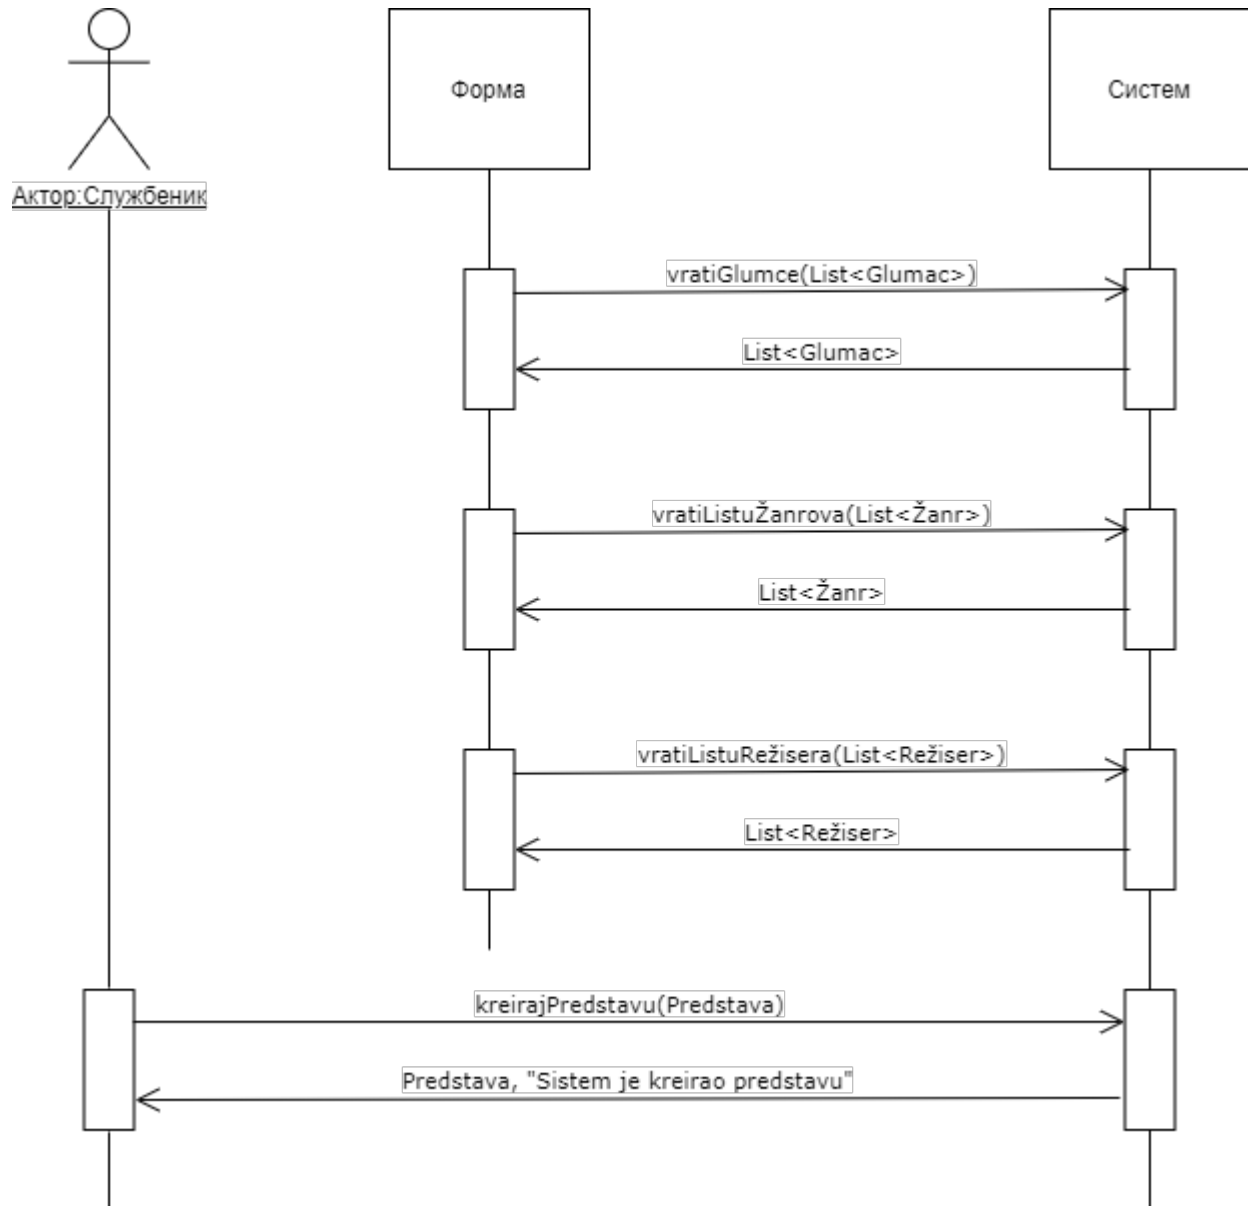 Форма
Систем
Актор:Службеник
vratiGlumce(List<Glumac>)
List<Glumac>
vratiListuŽanrova(List<Žanr>)
List<Žanr>
vratiListuRežisera(List<Režiser>)
List<Režiser>
kreirajPredstavu(Predstava)
Predstava, "Sistem je kreirao predstavu"